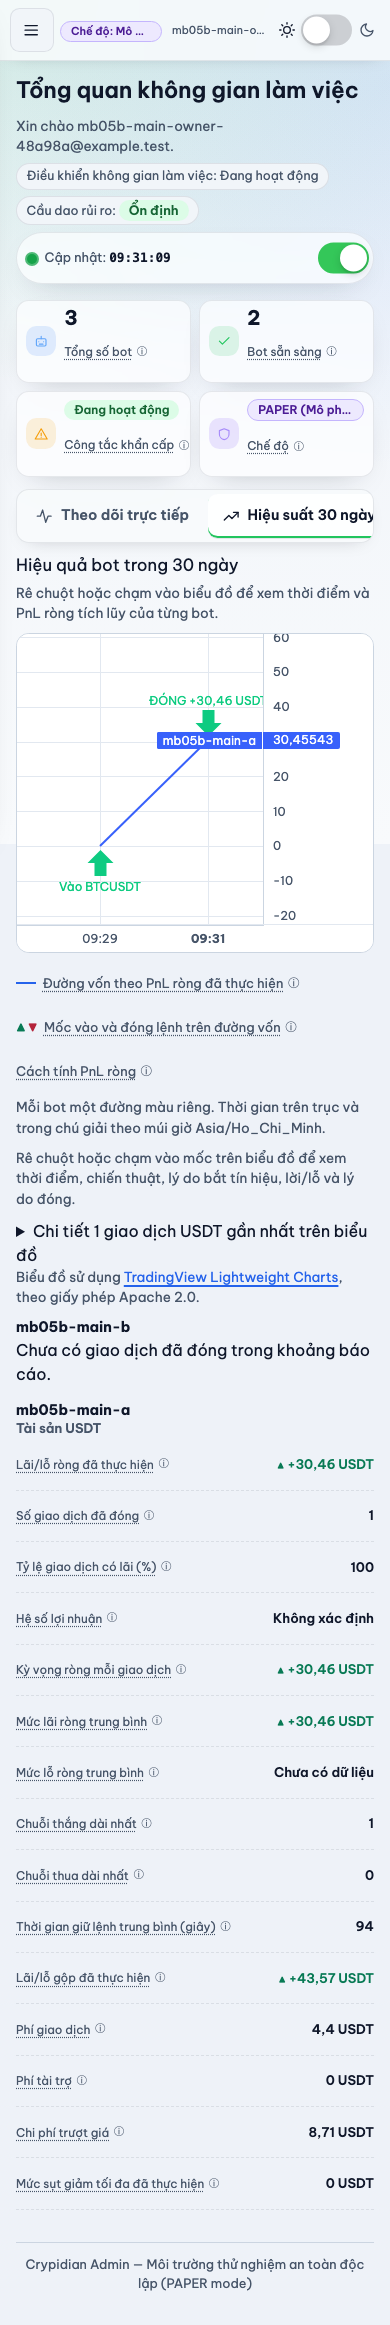 Chế độ: Mô ...
mb05b-main-o...
Tổng quan không gian làm việc
Xin chào mb05b-main-owner-
48a98a@example.test.
Điều khiển không gian làm việc: Đang hoạt động
Cầu dao rủi ro: Ổn định
Cập nhật: 09:31:09
3
Tổng số bot ⓘ
2
Bot sẵn sàng ⓘ
Đang hoạt động
Công tắc khẩn cấp ⓘ
PAPER (Mô ph...
Chế độ ⓘ
Theo dõi trực tiếp
Hiệu suất 30 ngày
Hiệu quả bot trong 30 ngày
Rê chuột hoặc chạm vào biểu đồ để xem thời điểm và
PnL ròng tích lũy của từng bot.
60
50
ĐÓNG +30,46 USDT
40
mb05b-main-a
30,45543
20
10
0
-10
Vào BTCUSDT
-20
09:29
09:31
Đường vốn theo PnL ròng đã thực hiện ⓘ
▲▼ Mốc vào và đóng lệnh trên đường vốn ⓘ
Cách tính PnL ròng ⓘ
Mỗi bot một đường màu riêng. Thời gian trên trục và
trong chú giải theo múi giờ Asia/Ho_Chi_Minh.
Rê chuột hoặc chạm vào mốc trên biểu đồ để xem
thời điểm, chiến thuật, lý do bắt tín hiệu, lời/lỗ và lý
do đóng.
▶ Chi tiết 1 giao dịch USDT gần nhất trên biểu
đồ
Biểu đồ sử dụng TradingView Lightweight Charts,
theo giấy phép Apache 2.0.
mb05b-main-b
Chưa có giao dịch đã đóng trong khoảng báo
cáo.
mb05b-main-a
Tài sản USDT
Lãi/lỗ ròng đã thực hiện ⓘ ▲ +30,46 USDT
Số giao dịch đã đóng ⓘ 1
Tỷ lệ giao dịch có lãi (%) ⓘ 100
Hệ số lợi nhuận ⓘ Không xác định
Kỳ vọng ròng mỗi giao dịch ⓘ ▲ +30,46 USDT
Mức lãi ròng trung bình ⓘ ▲ +30,46 USDT
Mức lỗ ròng trung bình ⓘ Chưa có dữ liệu
Chuỗi thắng dài nhất ⓘ 1
Chuỗi thua dài nhất ⓘ 0
Thời gian giữ lệnh trung bình (giây) ⓘ 94
Lãi/lỗ gộp đã thực hiện ⓘ ▲ +43,57 USDT
Phí giao dịch ⓘ 4,4 USDT
Phí tài trợ ⓘ 0 USDT
Chi phí trượt giá ⓘ 8,71 USDT
Mức sụt giảm tối đa đã thực hiện ⓘ 0 USDT
Crypidian Admin — Môi trường thử nghiệm an toàn độc
lập (PAPER mode)